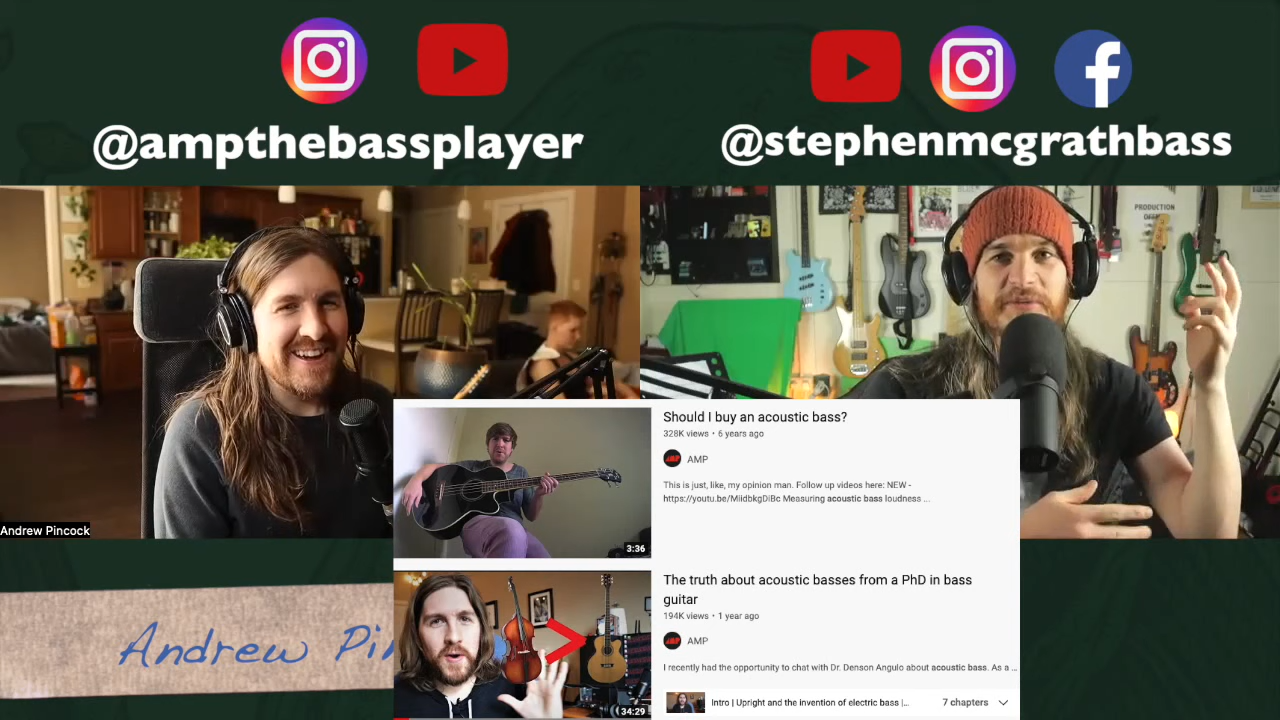 @ampthebassplayer
@stephenmcgrathbass
PRODUCTION
Andrew Pincock
Should I buy an acoustic bass?
328K views • 6 years ago
AMP
This is just, like, my opinion man. Follow up videos here: NEW -
https://youtu.be/MiidbkgDiBc Measuring acoustic bass loudness ...
3:36
The truth about acoustic basses from a PhD in bass
guitar
194K views • 1 year ago
AMP
I recently had the opportunity to chat with Dr. Denson Angulo about acoustic bass. As a ...
34:29
Intro | Upright and the invention of electric bass |...
7 chapters
Andrew